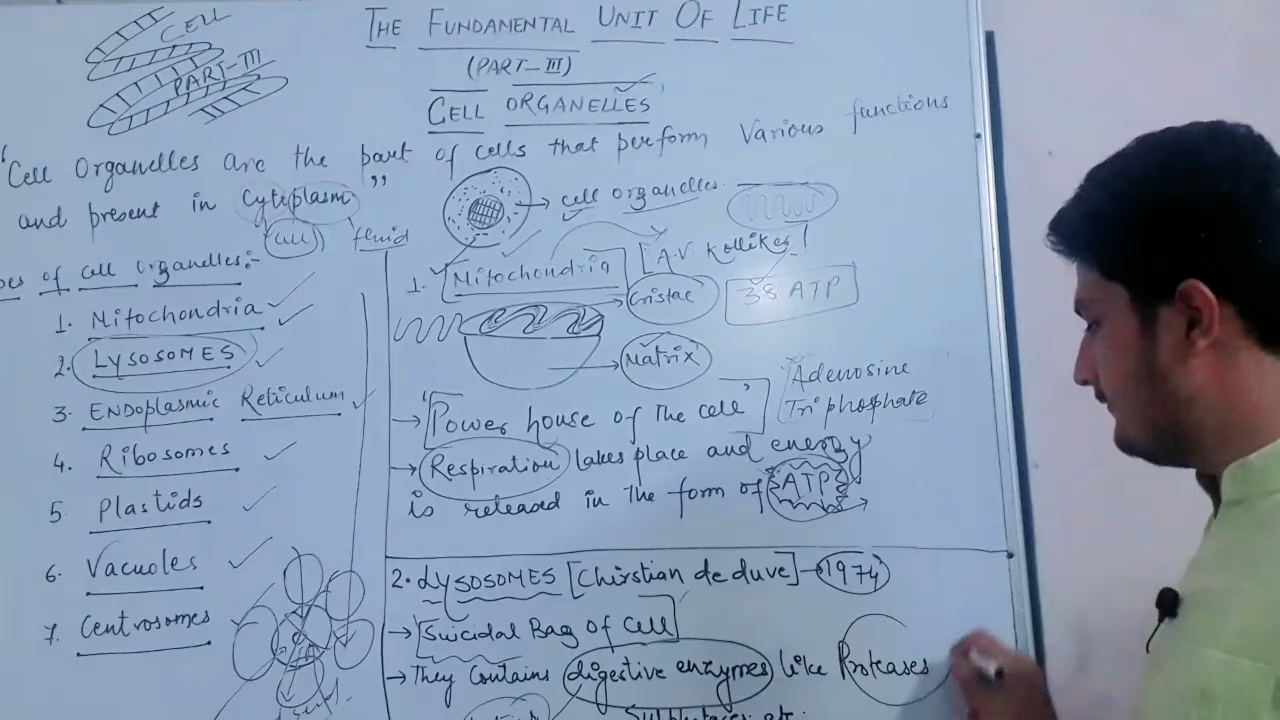 CELL
PART-III
THE FUNDAMENTAL UNIT OF LIFE
(PART-III)
CELL ORGANELLES
"Cell Organelles are the part of cells that perform Various functions
and present in Cytoplasm"
cell fluid
cell organelles
es of cell Organelles:-
1. Mitochondria
2. LYSOSOMES
3. ENDOPLASMIC Reticulum
4. Ribosomes
5 Plastids
6. Vacuoles
7. Centrosomes
1. Mitochondria [A.V. Kolliker]
Cristae
38 ATP
Matrix
Adenosine
Tri phosphate
→ 'Power house of The cell'
→ Respiration takes place and energy
is released in the form of ATP
2. LYSOSOMES [Chirstian de duve] → 1974
→ Suicidal Bag of Cell
→ They Contains digestive enzymes like Proteases